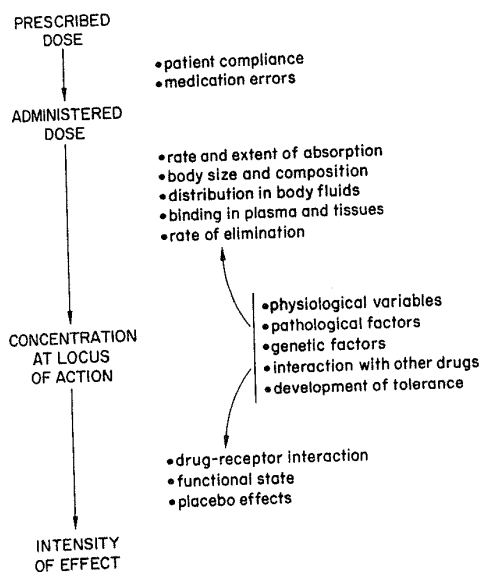 PRESCRIBED
DOSE
•patient compliance
•medication errors
ADMINISTERED
DOSE
•rate and extent of absorption
•body size and composition
•distribution in body fluids
•binding in plasma and tissues
•rate of elimination
•physiological variables
•pathological factors
•genetic factors
•interaction with other drugs
•development of tolerance
CONCENTRATION
AT LOCUS
OF ACTION
•drug-receptor interaction
•functional state
•placebo effects
INTENSITY
OF EFFECT